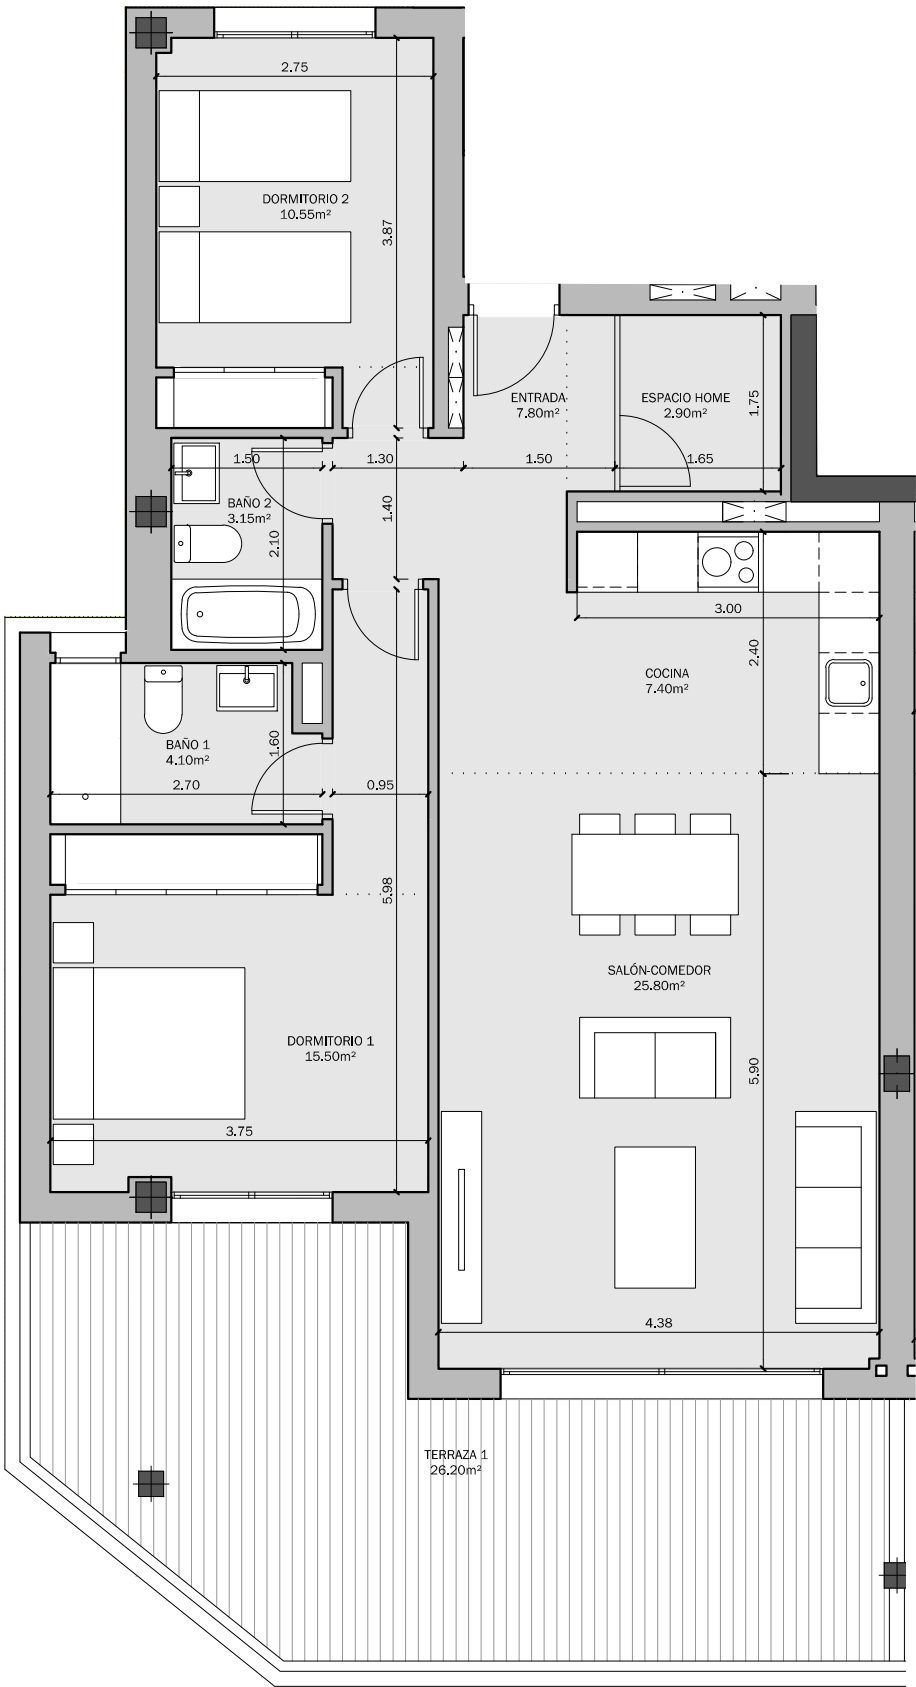 2.75
DORMITORIO 2
10.55m²
3.87
ENTRADA
7.80m²
ESPACIO HOME
2.90m²
1.75
1.50
1.30
1.50
1.65
BAÑO 2
3.15m²
1.40
2.10
3.00
2.40
COCINA
7.40m²
BAÑO 1
4.10m²
1.60
2.70
0.95
5.98
SALÓN-COMEDOR
25.80m²
DORMITORIO 1
15.50m²
5.90
3.75
4.38
TERRAZA 1
26.20m²